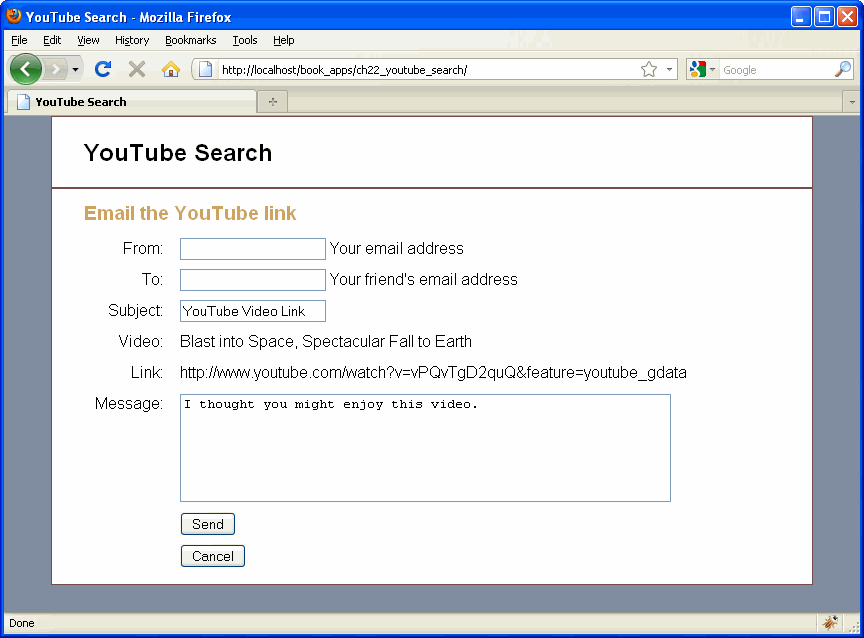 YouTube Search - Mozilla Firefox
File Edit View History Bookmarks Tools Help
http://localhost/book_apps/ch22_youtube_search/ Google
YouTube Search
YouTube Search
Email the YouTube link
From: Your email address
To: Your friend's email address
Subject: YouTube Video Link
Video: Blast into Space, Spectacular Fall to Earth
Link: http://www.youtube.com/watch?v=vPQvTgD2quQ&feature=youtube_gdata
Message: I thought you might enjoy this video.
Send
Cancel
Done